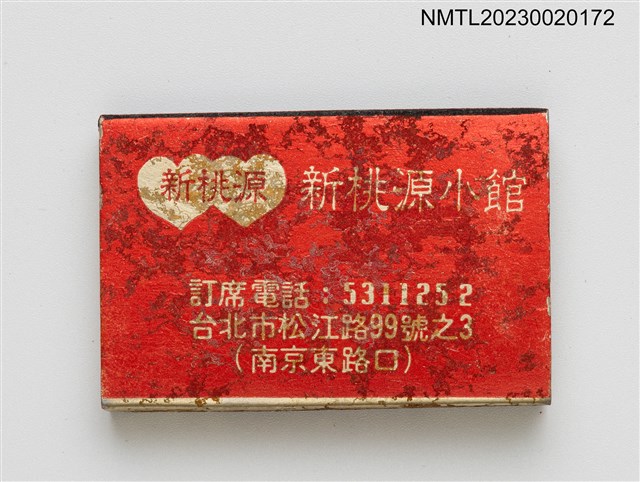 NMTL20230020172
新桃源
新桃源小館
訂席電話：5311252
台北市松江路99號之3
（南京東路口）